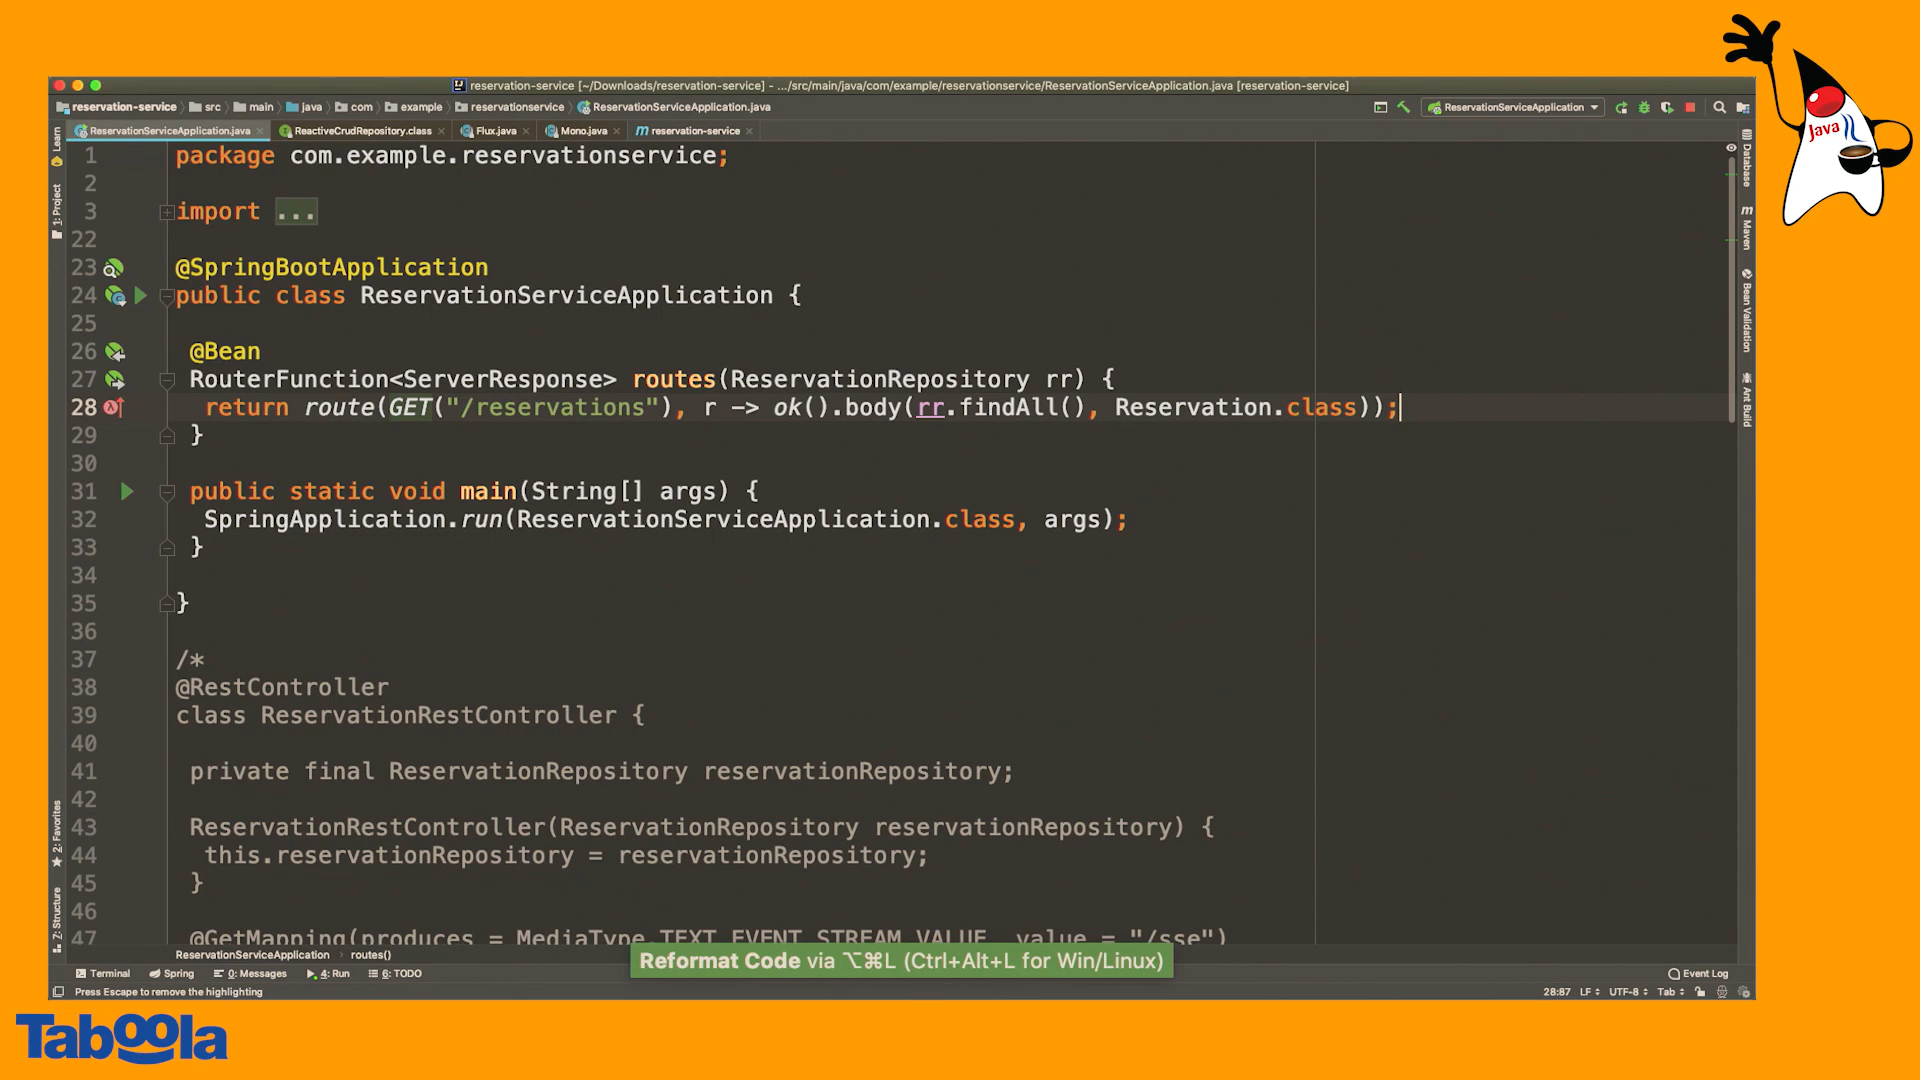 reservation-service [~/Downloads/reservation-service] - .../src/main/java/com/example/reservationservice/ReservationServiceApplication.java [reservation-service]
reservation-service src main java com example reservationservice ReservationServiceApplication.java ReservationServiceApplication
ReservationServiceApplication.java ReactiveCrudRepository.class Flux.java Mono.java reservation-service
1 package com.example.reservationservice;
2
3 import ...
22
23 @SpringBootApplication
24 public class ReservationServiceApplication {
25
26 @Bean
27 RouterFunction<ServerResponse> routes(ReservationRepository rr) {
28 return route(GET("/reservations"), r -> ok().body(rr.findAll(), Reservation.class));
29 }
30
31 public static void main(String[] args) {
32 SpringApplication.run(ReservationServiceApplication.class, args);
33 }
34
35 }
36
37 /*
38 @RestController
39 class ReservationRestController {
40
41 private final ReservationRepository reservationRepository;
42
43 ReservationRestController(ReservationRepository reservationRepository) {
44 this.reservationRepository = reservationRepository;
45 }
46
47 @GetMapping(produces = MediaType.TEXT_EVENT_STREAM_VALUE, value = "/sse")
Learn
1: Project
2: Favorites
7: Structure
Database
Maven
Bean Validation
Ant Build
Java
ReservationServiceApplication routes()
Reformat Code via ⌥⌘L (Ctrl+Alt+L for Win/Linux)
Terminal Spring 0: Messages 4: Run 6: TODO Event Log
Press Escape to remove the highlighting 28:87 LF UTF-8 Tab
Taboola